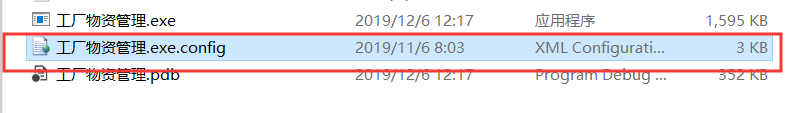 工厂物资管理.exe 2019/12/6 12:17 应用程序 1,595 KB
工厂物资管理.exe.config 2019/11/6 8:03 XML Configurati... 3 KB
工厂物资管理.pdb 2019/12/6 12:17 Program Debug ... 352 KB